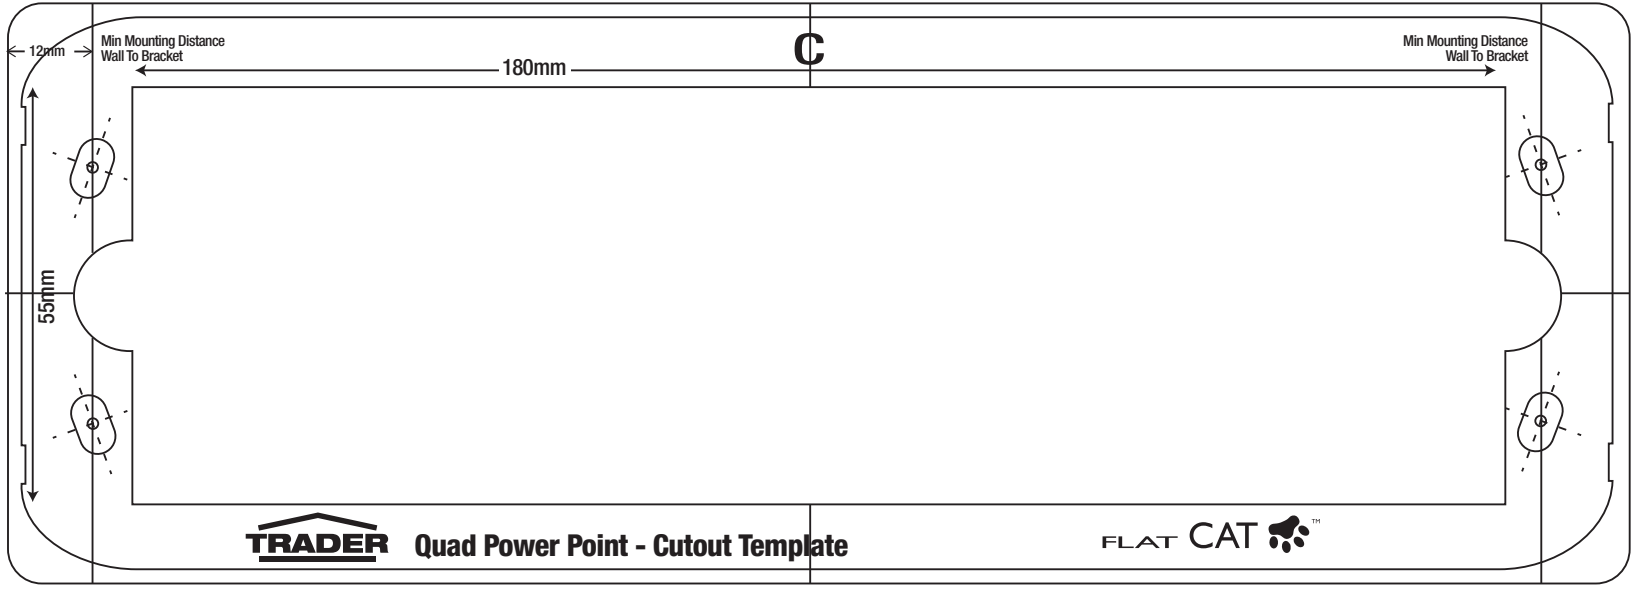 12mm
Min Mounting Distance
Wall To Bracket
C
Min Mounting Distance
Wall To Bracket
180mm
55mm
TRADER
Quad Power Point - Cutout Template
FLAT CAT ™